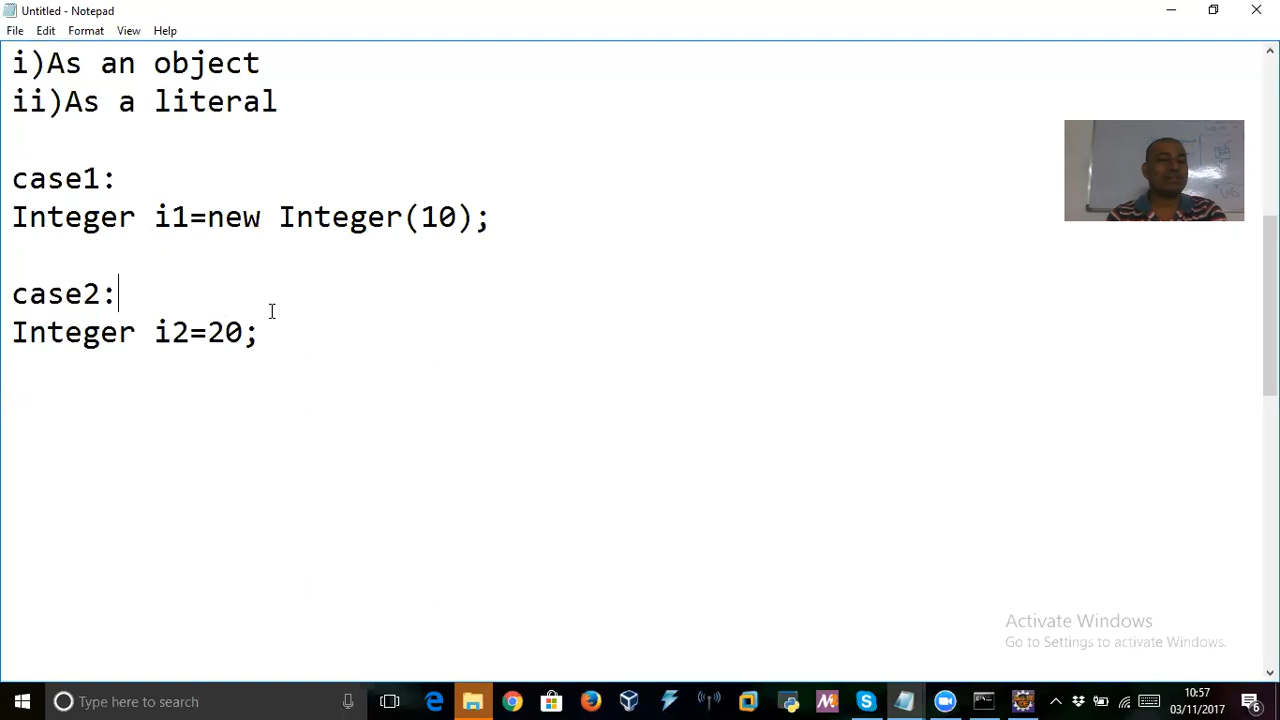 Untitled - Notepad
File Edit Format View Help
i)As an object
ii)As a literal
case1:
Integer i1=new Integer(10);
case2:
Integer i2=20;
Activate Windows
Go to Settings to activate Windows.
Type here to search
10:57
03/11/2017
6